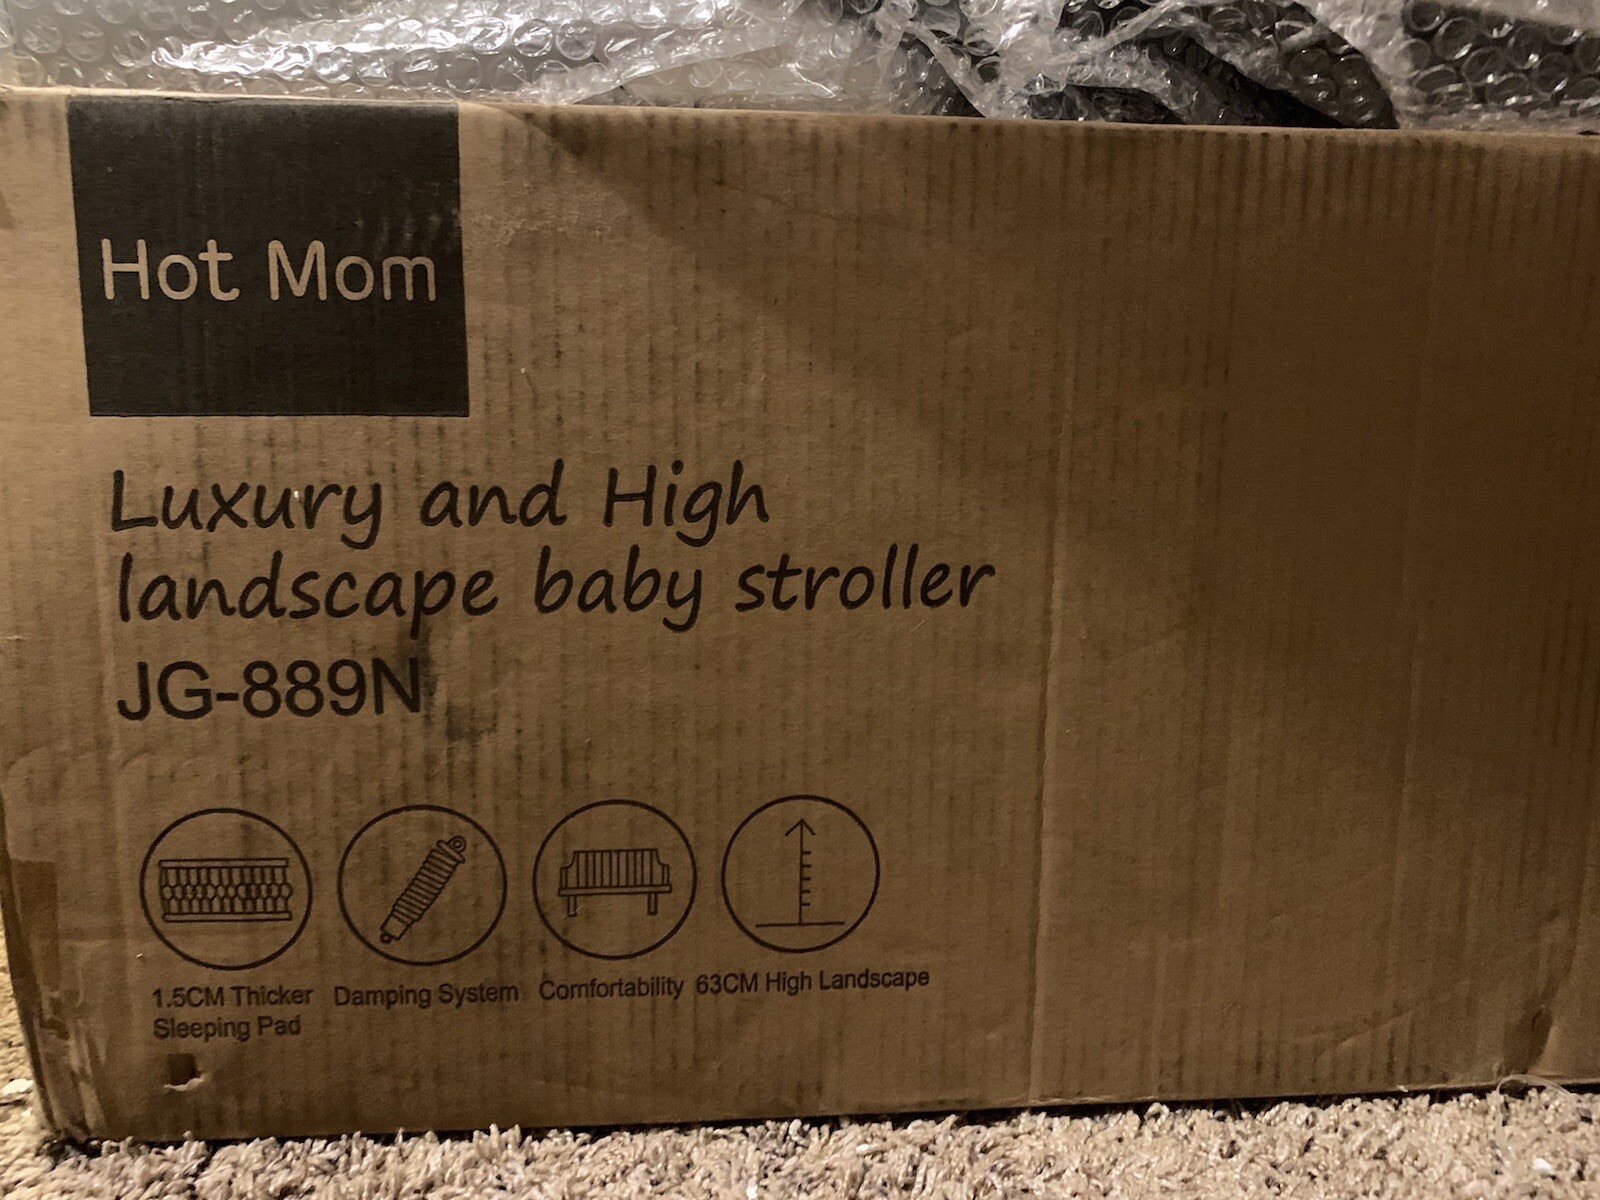 Hot Mom
Luxury and High
landscape baby stroller
JG-889N
1.5CM Thicker
Sleeping Pad
Damping System
Comfortability
63CM High Landscape